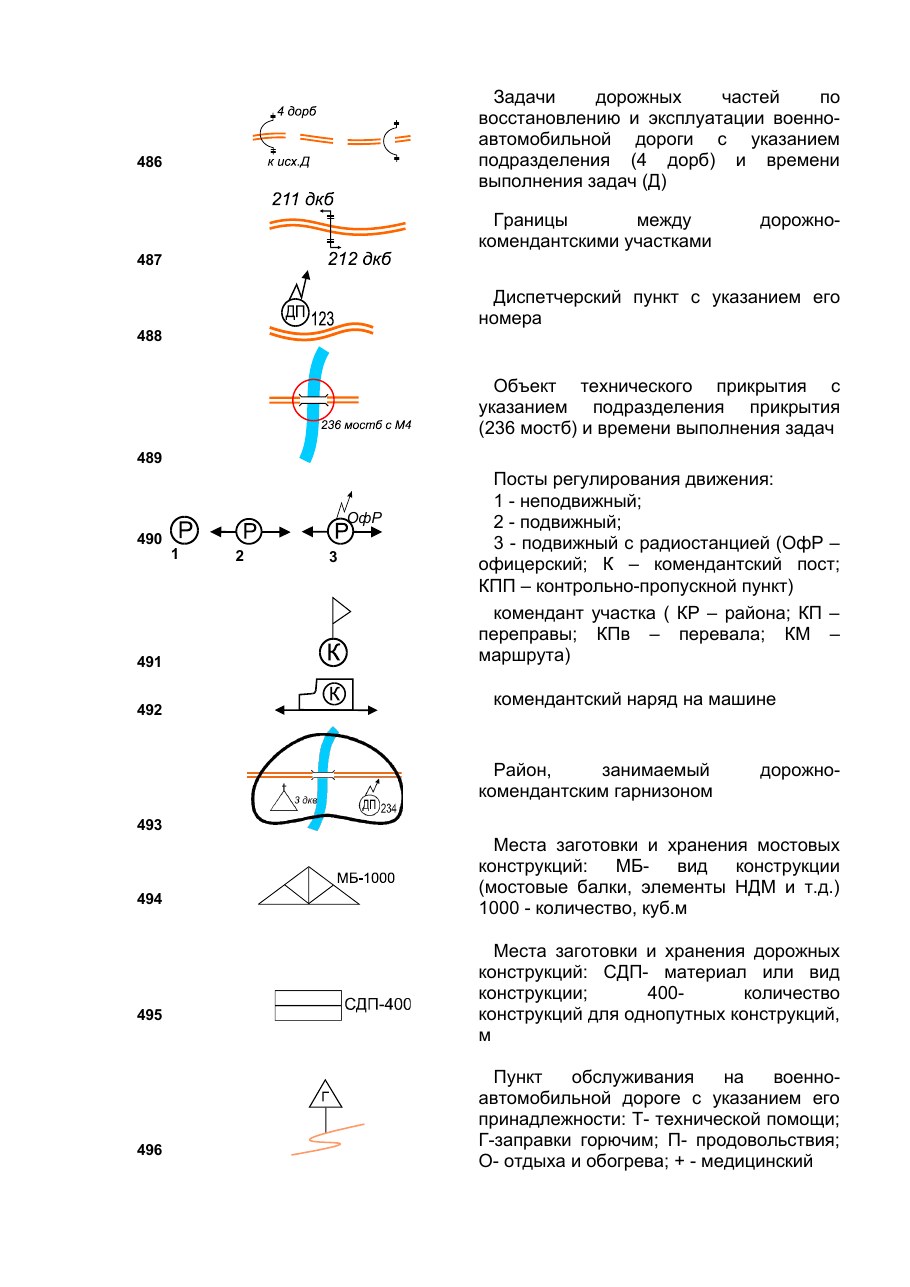 4 дорб
к исх.Д
486
Задачи дорожных частей по
восстановлению и эксплуатации военно-
автомобильной дороги с указанием
подразделения (4 дорб) и времени
выполнения задач (Д)
211 дкб
212 дкб
487
Границы между дорожно-
комендантскими участками
ДП 123
488
Диспетчерский пункт с указанием его
номера
236 мостб с М4
489
Объект технического прикрытия с
указанием подразделения прикрытия
(236 мостб) и времени выполнения задач
490
Р Р Р ОфР
1 2 3
Посты регулирования движения:
1 - неподвижный;
2 - подвижный;
3 - подвижный с радиостанцией (ОфР –
офицерский; К – комендантский пост;
КПП – контрольно-пропускной пункт)
К
491
комендант участка ( КР – района; КП –
переправы; КПв – перевала; КМ –
маршрута)
К
492
комендантский наряд на машине
3 дкв
ДП 234
493
Район, занимаемый дорожно-
комендантским гарнизоном
МБ-1000
494
Места заготовки и хранения мостовых
конструкций: МБ- вид конструкции
(мостовые балки, элементы НДМ и т.д.)
1000 - количество, куб.м
СДП-400
495
Места заготовки и хранения дорожных
конструкций: СДП- материал или вид
конструкции; 400- количество
конструкций для однопутных конструкций,
м
Г
496
Пункт обслуживания на военно-
автомобильной дороге с указанием его
принадлежности: Т- технической помощи;
Г-заправки горючим; П- продовольствия;
О- отдыха и обогрева; + - медицинский